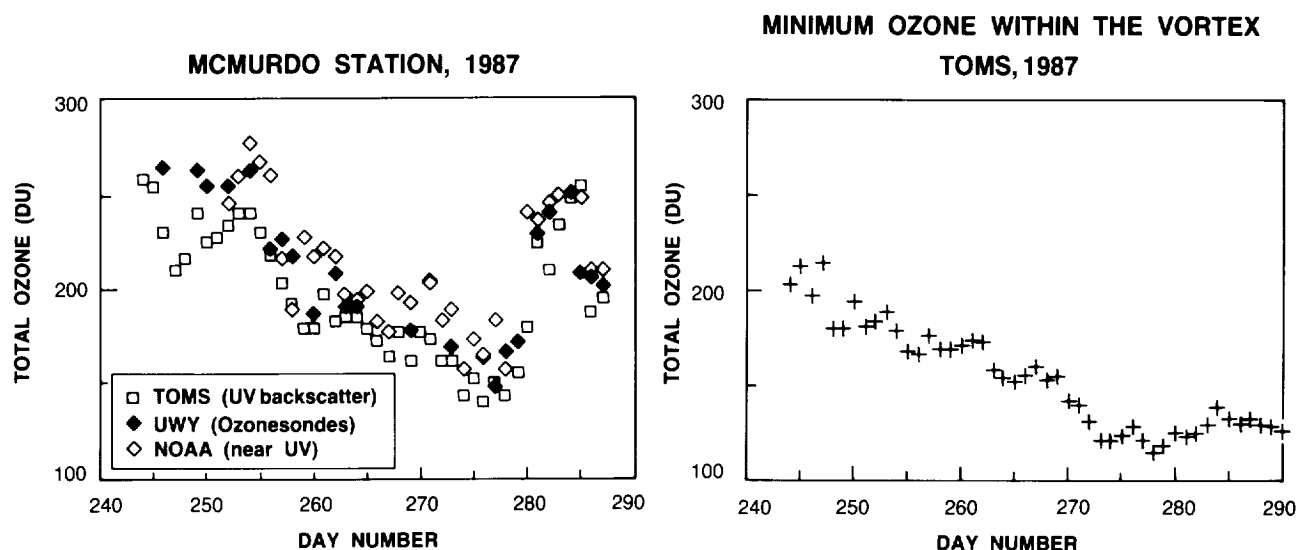 MCMURDO STATION, 1987
300
200
100
TOTAL OZONE (DU)
TOMS (UV backscatter)
UWY (Ozonesondes)
NOAA (near UV)
240
250
260
270
280
290
DAY NUMBER
MINIMUM OZONE WITHIN THE VORTEX
TOMS, 1987
300
200
100
TOTAL OZONE (DU)
240
250
260
270
280
290
DAY NUMBER